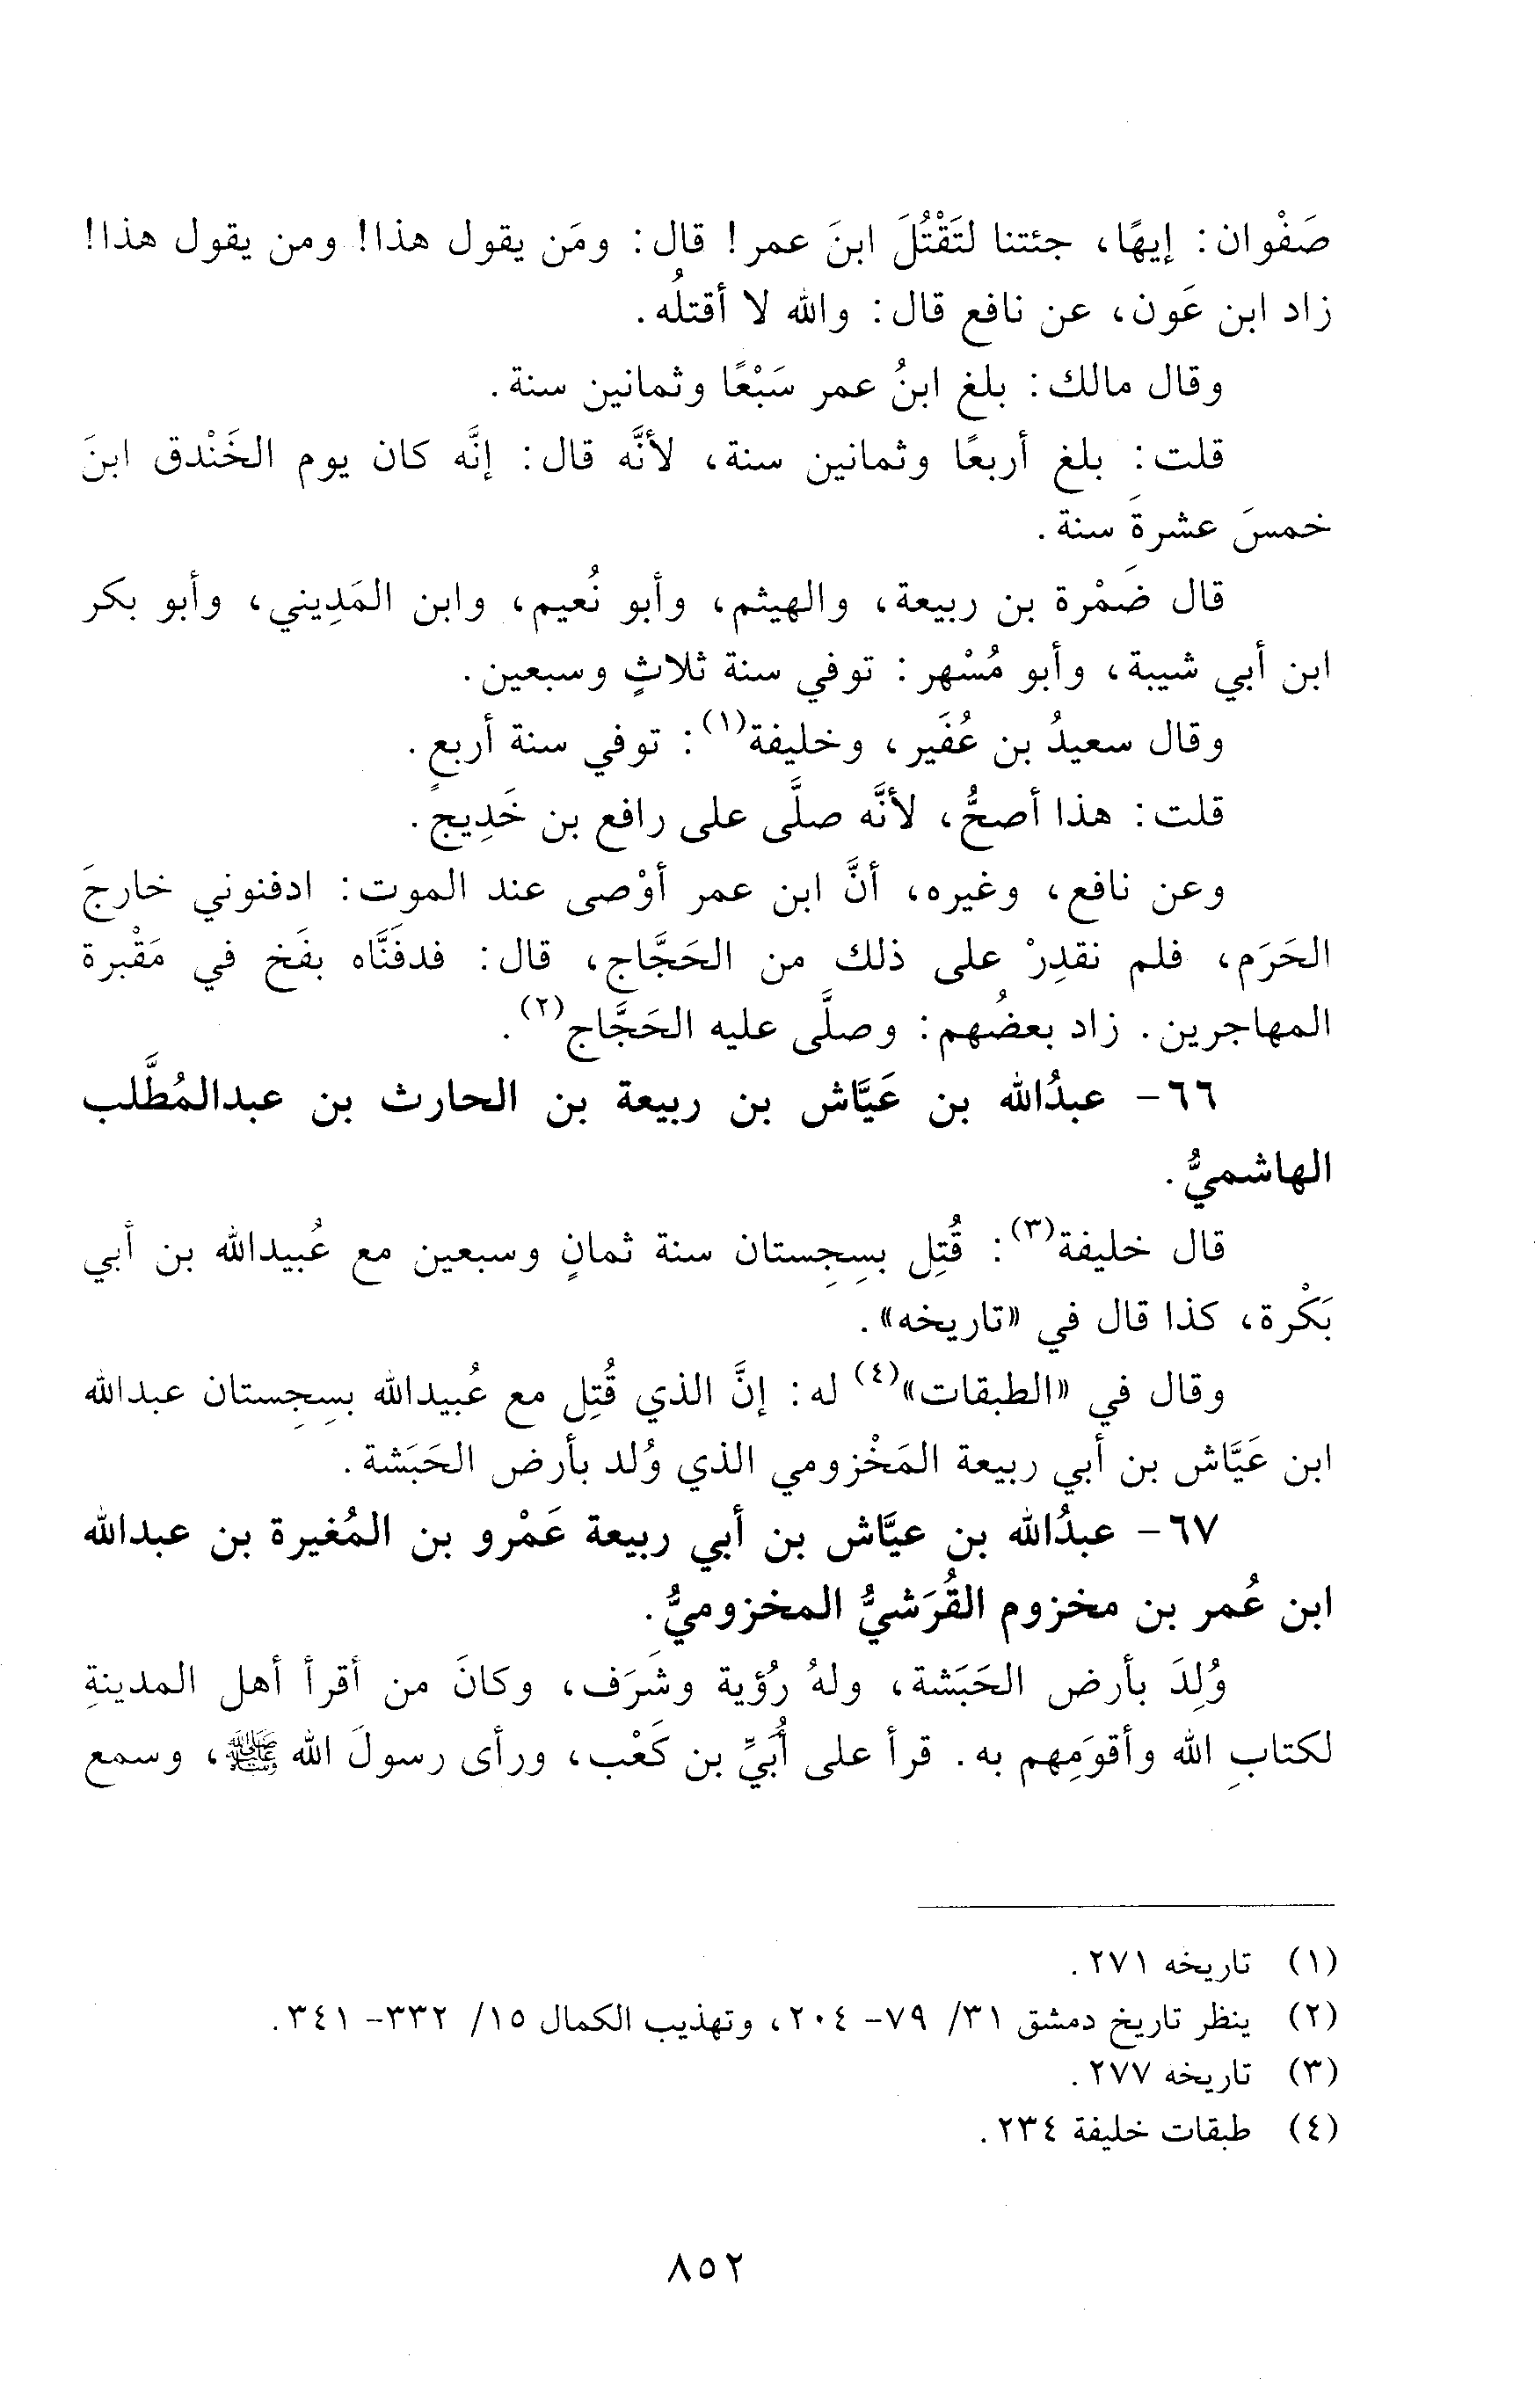 صَفْوان: إيهًا، جئتنا لتَقْتُلَ ابنَ عمر! قال: ومَن يقول هذا! ومن يقول هذا!
زاد ابن عَون، عن نافع قال: والله لا أقتلُه.
وقال مالك: بلغ ابنُ عمر سَبْعًا وثمانين سنة.
قلت: بلغ أربعًا وثمانين سنة، لأنَّه قال: إنَّه كان يوم الخَنْدق ابنَ
خمسَ عشرةَ سنة.
قال ضَمْرة بن ربيعة، والهيثم، وأبو نُعيم، وابن المَدِيني، وأبو بكر
ابن أبي شيبة، وأبو مُسْهر: توفي سنة ثلاثٍ وسبعين.
وقال سعيدُ بن عُفَير، وخليفة(١): توفي سنة أربعٍ.
قلت: هذا أصحُّ، لأنَّه صلَّى على رافع بن خَدِيج.
وعن نافع، وغيره، أنَّ ابن عمر أوْصى عند الموت: ادفنوني خارجَ
الحَرَم، فلم نقدِرْ على ذلك من الحَجَّاج، قال: فدفَنَّاه بفَخ في مَقْبرة
المهاجرين. زاد بعضُهم: وصلَّى عليه الحَجَّاج(٢).
٦٦- عبدُالله بن عَيَّاش بن ربيعة بن الحارث بن عبدالمُطَّلب
الهاشميُّ.
قال خليفة(٣): قُتِل بسِجِستان سنة ثمانٍ وسبعين مع عُبيدالله بن أبي
بَكْرة، كذا قال في «تاريخه».
وقال في «الطبقات»(٤) له: إنَّ الذي قُتِل مع عُبيدالله بسِجِستان عبدالله
ابن عَيَّاش بن أبي ربيعة المَخْزومي الذي وُلد بأرض الحَبَشة.
٦٧- عبدُالله بن عيَّاش بن أبي ربيعة عَمْرو بن المُغيرة بن عبدالله
ابن عُمر بن مخزوم القُرَشيُّ المخزوميُّ.
وُلِدَ بأرض الحَبَشة، ولهُ رُؤية وشَرَف، وكانَ من أقرأ أهل المدينةِ
لكتابِ الله وأقوَمِهم به. قرأ على أُبَيِّ بن كَعْب، ورأى رسولَ الله ﷺ، وسمع
(١) تاريخه ٢٧١.
(٢) ينظر تاريخ دمشق ٣١/ ٧٩- ٢٠٤، وتهذيب الكمال ١٥/ ٣٣٢- ٣٤١.
(٣) تاريخه ٢٧٧.
(٤) طبقات خليفة ٢٣٤.
٨٥٢